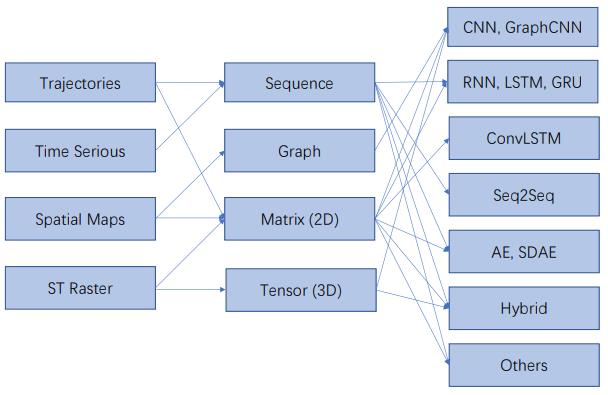 Trajectories
Time Serious
Spatial Maps
ST Raster
Sequence
Graph
Matrix (2D)
Tensor (3D)
CNN, GraphCNN
RNN, LSTM, GRU
ConvLSTM
Seq2Seq
AE, SDAE
Hybrid
Others